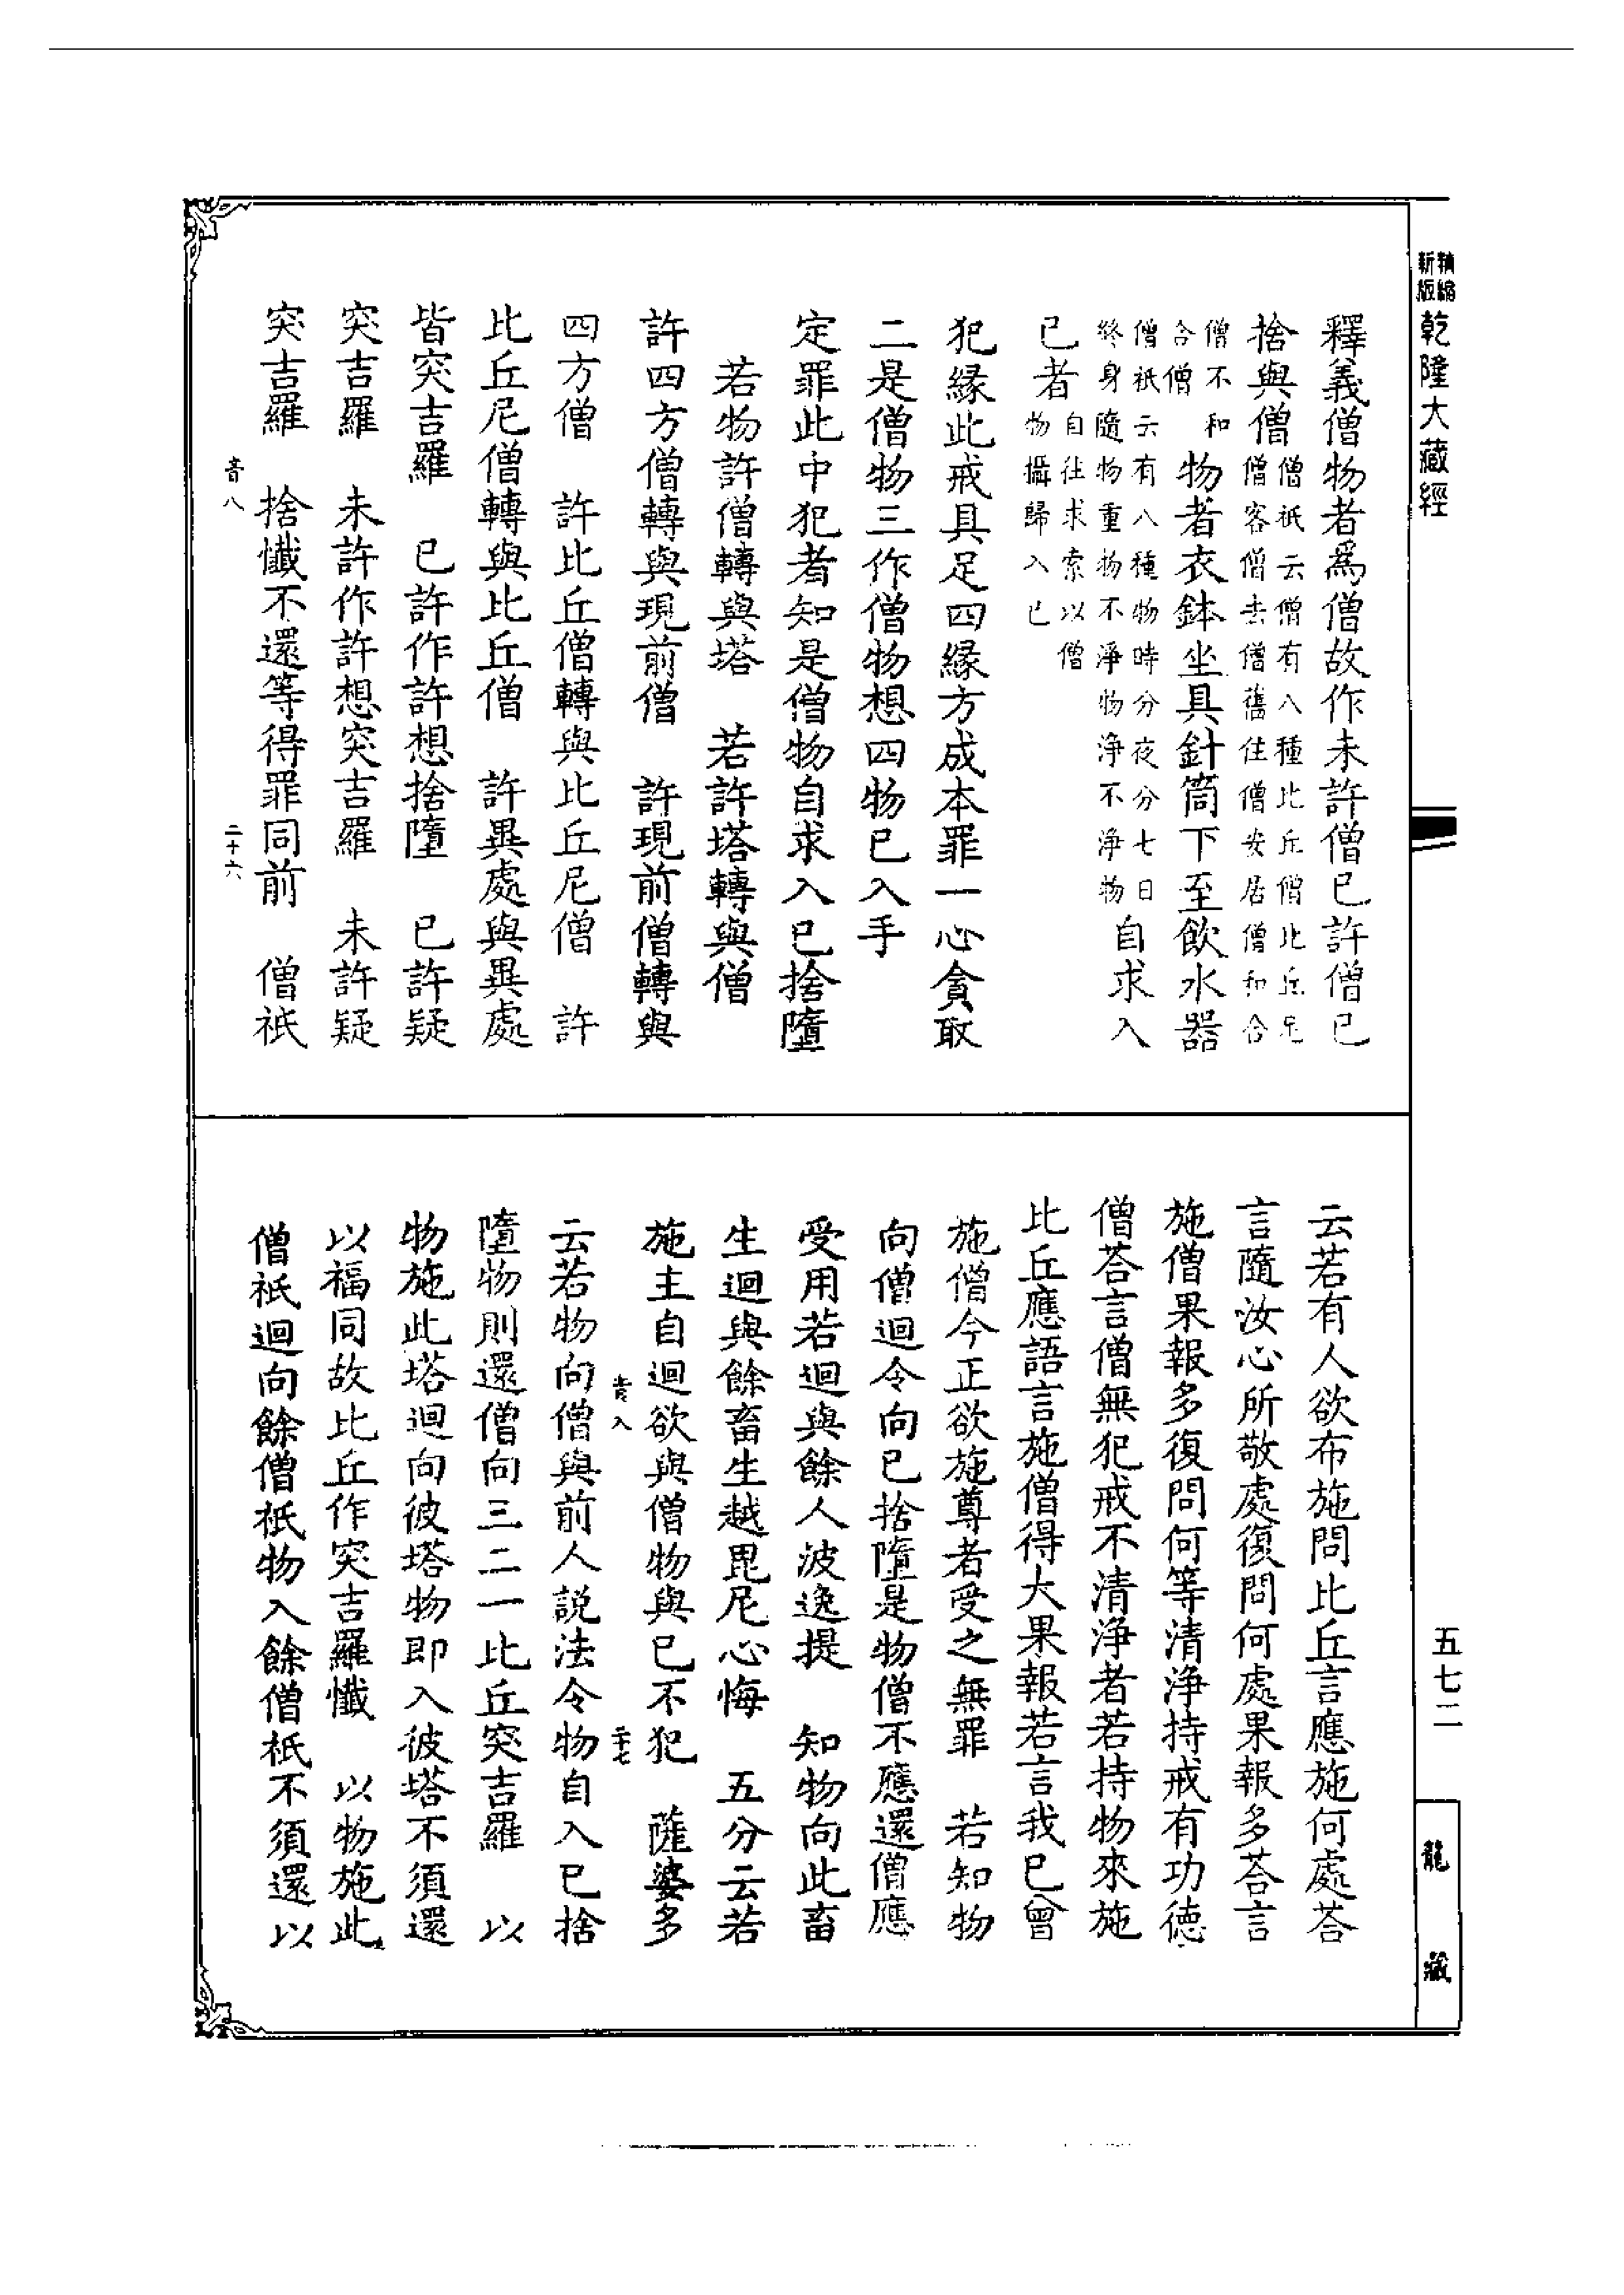 精縮
新版
乾隆大藏經
五七二
龍藏
釋義僧物者爲僧故作未許僧已許僧已
捨與僧僧祇云僧有八種比丘僧比丘尼
僧客僧去僧舊住僧安居僧和合
僧不和
合僧物者衣鉢坐具針筒下至飲水器
僧祇云有八種物時分夜分七日
終身隨物重物不淨物淨不淨物自求入
已者自往求索以僧
物攝歸入已
犯緣此戒具足四緣方成本罪一心貪取
二是僧物三作僧物想四物已入手
定罪此中犯者知是僧物自求入已捨墮
若物許僧轉與塔　若許塔轉與僧
許四方僧轉與現前僧　許現前僧轉與
四方僧　許比丘僧轉與比丘尼僧　許
比丘尼僧轉與比丘僧　許異處與異處
皆突吉羅　已許作許想捨墮　已許疑
突吉羅　未許作許想突吉羅　未許疑
突吉羅　捨懺不還等得罪同前　僧祇
音八　二十六
云若有人欲布施問比丘言應施何處荅
言隨汝心所敬處復問何處果報多荅言
施僧果報多復問何等清淨持戒有功德
僧荅言僧無犯戒不清淨者若持物來施
比丘應語言施僧得大果報若言我已曾
施僧今正欲施尊者受之無罪　若知物
向僧迴令向已捨墮是物僧不應還僧應
受用若迴與餘人波逸提　知物向此畜
生迴與餘畜生越毘尼心悔　五分云若
施主自迴欲與僧物與已不犯　薩婆多
音八　二十七
云若物向僧與前人說法令物自入已捨
墮物則還僧向三二一比丘突吉羅　以
物施此塔迴向彼塔物即入彼塔不須還
以福同故比丘作突吉羅懺　以物施此
僧祇迴向餘僧祇物入餘僧祇不須還以